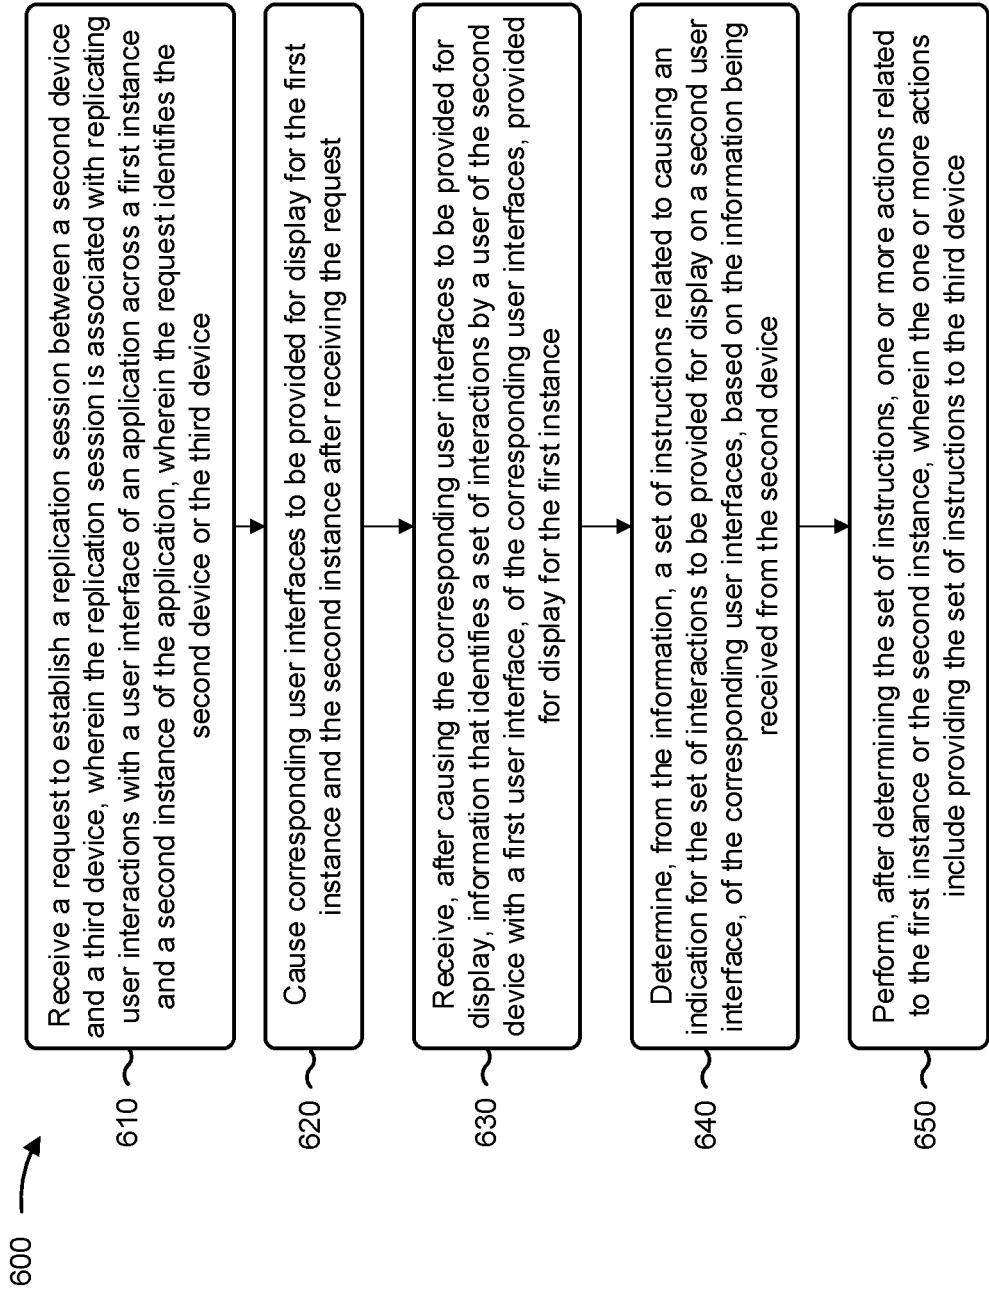 600
610
Receive a request to establish a replication session between a second device
and a third device, wherein the replication session is associated with replicating
user interactions with a user interface of an application across a first instance
and a second instance of the application, wherein the request identifies the
second device or the third device
620
Cause corresponding user interfaces to be provided for display for the first
instance and the second instance after receiving the request
630
Receive, after causing the corresponding user interfaces to be provided for
display, information that identifies a set of interactions by a user of the second
device with a first user interface, of the corresponding user interfaces, provided
for display for the first instance
640
Determine, from the information, a set of instructions related to causing an
indication for the set of interactions to be provided for display on a second user
interface, of the corresponding user interfaces, based on the information being
received from the second device
650
Perform, after determining the set of instructions, one or more actions related
to the first instance or the second instance, wherein the one or more actions
include providing the set of instructions to the third device